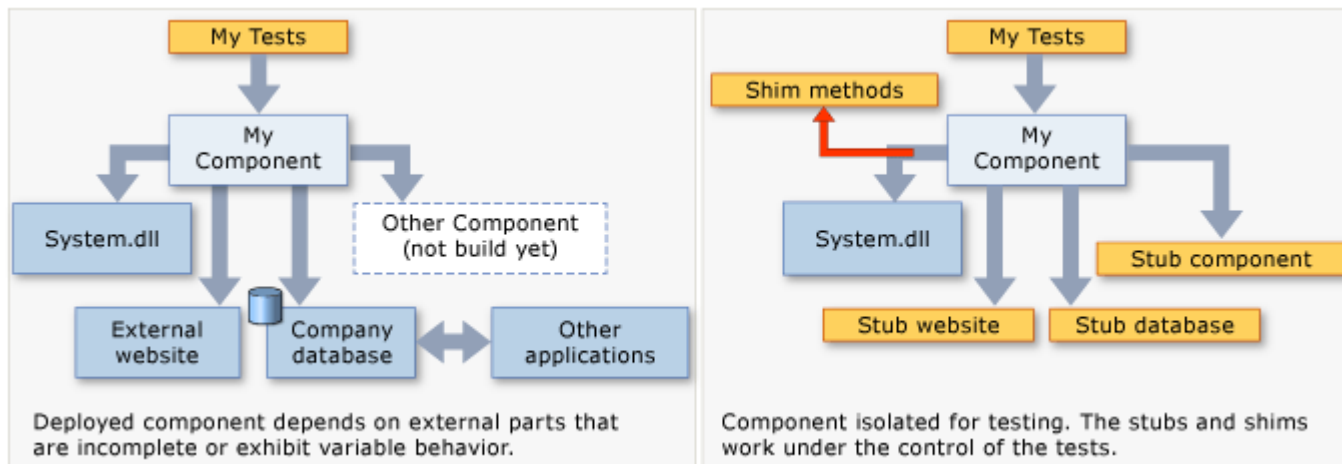 My Tests
My
Component
System.dll
Other Component
(not build yet)
External
website
Company
database
Other
applications
Deployed component depends on external parts that
are incomplete or exhibit variable behavior.
My Tests
Shim methods
My
Component
System.dll
Stub component
Stub website
Stub database
Component isolated for testing. The stubs and shims
work under the control of the tests.